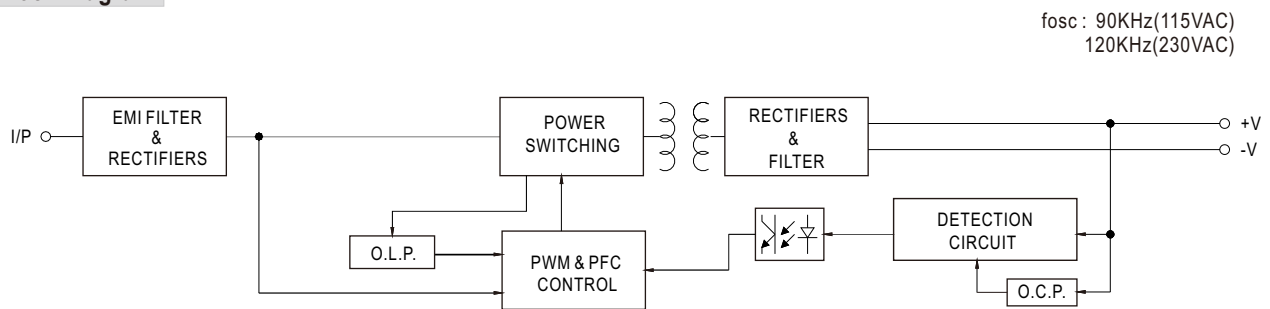 fosc : 90KHz(115VAC)
120KHz(230VAC)
I/P
EMI FILTER
&
RECTIFIERS
POWER
SWITCHING
RECTIFIERS
&
FILTER
+V
-V
O.L.P.
PWM & PFC
CONTROL
DETECTION
CIRCUIT
O.C.P.